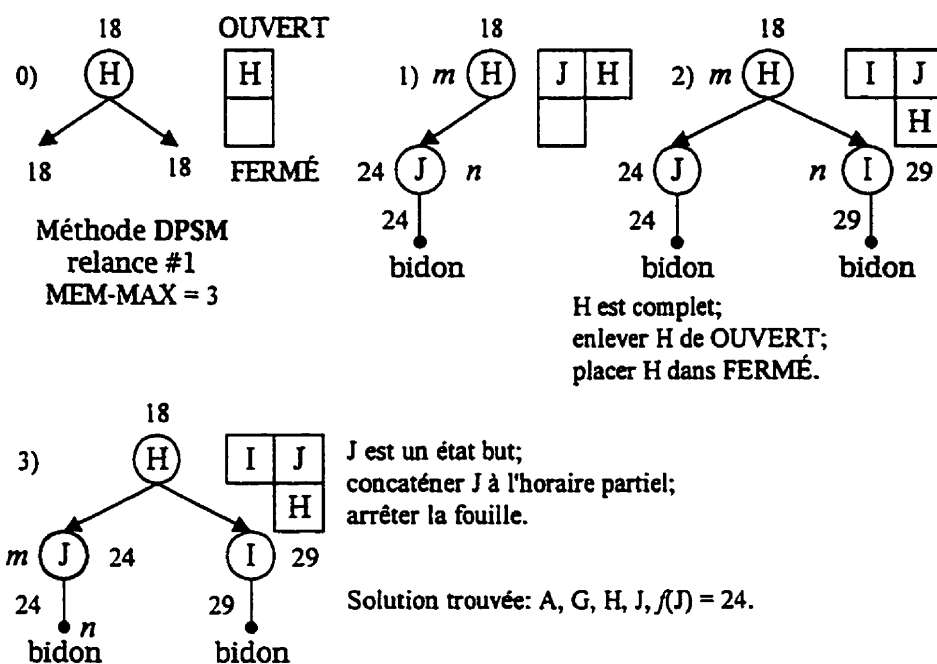 18 OUVERT
0) H H
18 18 FERMÉ
Méthode DPSM
relance #1
MEM-MAX = 3
18
1) m H J H
24 J n
24
bidon
18
2) m H I J
H
24 J n I 29
24 29
bidon bidon
H est complet;
enlever H de OUVERT;
placer H dans FERMÉ.
18
3) H I J
H
m J 24 I 29
24 n 29
bidon bidon
J est un état but;
concaténer J à l'horaire partiel;
arrêter la fouille.
Solution trouvée: A, G, H, J, f(J) = 24.